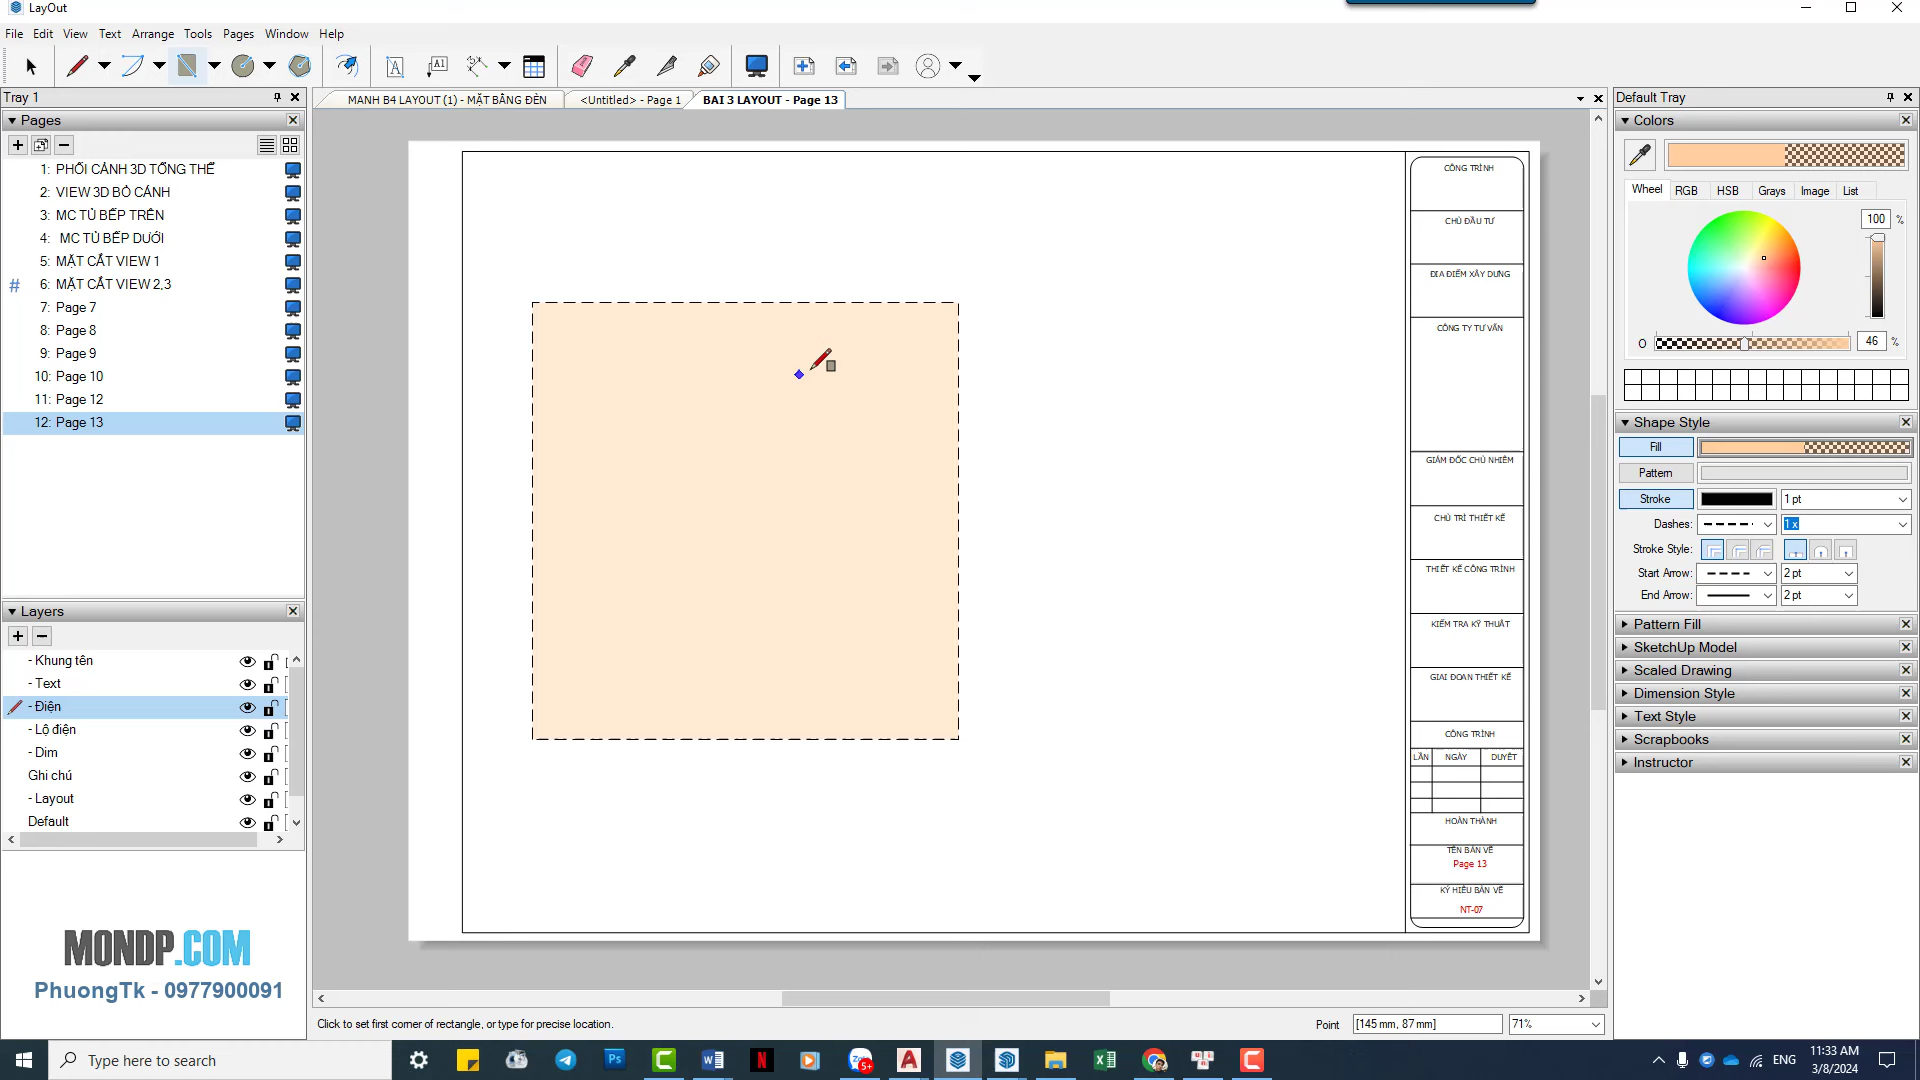 LayOut
File Edit View Text Arrange Tools Pages Window Help
Tray 1
MANH B4 LAYOUT (1) - MẶT BẰNG ĐÈN
<Untitled> - Page 1
BAI 3 LAYOUT - Page 13
Default Tray
Pages
1: PHỐI CẢNH 3D TỔNG THỂ
2: VIEW 3D BỎ CÁNH
3: MC TỦ BẾP TRÊN
4: MC TỦ BẾP DƯỚI
5: MẶT CẮT VIEW 1
# 6: MẶT CẮT VIEW 2,3
7: Page 7
8: Page 8
9: Page 9
10: Page 10
11: Page 12
12: Page 13
Layers
- Khung tên
- Text
- Điện
- Lộ điện
- Dim
Ghi chú
- Layout
Default
MONDP.COM
PhuongTk - 0977900091
CÔNG TRÌNH
CHỦ ĐẦU TƯ
ĐỊA ĐIỂM XÂY DỰNG
CÔNG TY TƯ VẤN
GIÁM ĐỐC CHỦ NHIỆM
CHỦ TRÌ THIẾT KẾ
THIẾT KẾ CÔNG TRÌNH
KIỂM TRA KỸ THUẬT
GIAI ĐOẠN THIẾT KẾ
CÔNG TRÌNH
LẦN NGÀY DUYỆT
HOÀN THÀNH
TÊN BẢN VẼ
Page 13
KÝ HIỆU BẢN VẼ
NT-07
Colors
Wheel RGB HSB Grays Image List
100 %
O 46 %
Shape Style
Fill
Pattern
Stroke 1 pt
Dashes: 1 x
Stroke Style:
Start Arrow: 2 pt
End Arrow: 2 pt
Pattern Fill
SketchUp Model
Scaled Drawing
Dimension Style
Text Style
Scrapbooks
Instructor
Click to set first corner of rectangle, or type for precise location.
Point [145 mm, 87 mm] 71%
Type here to search
Ps
5+
ENG
11:33 AM
3/8/2024